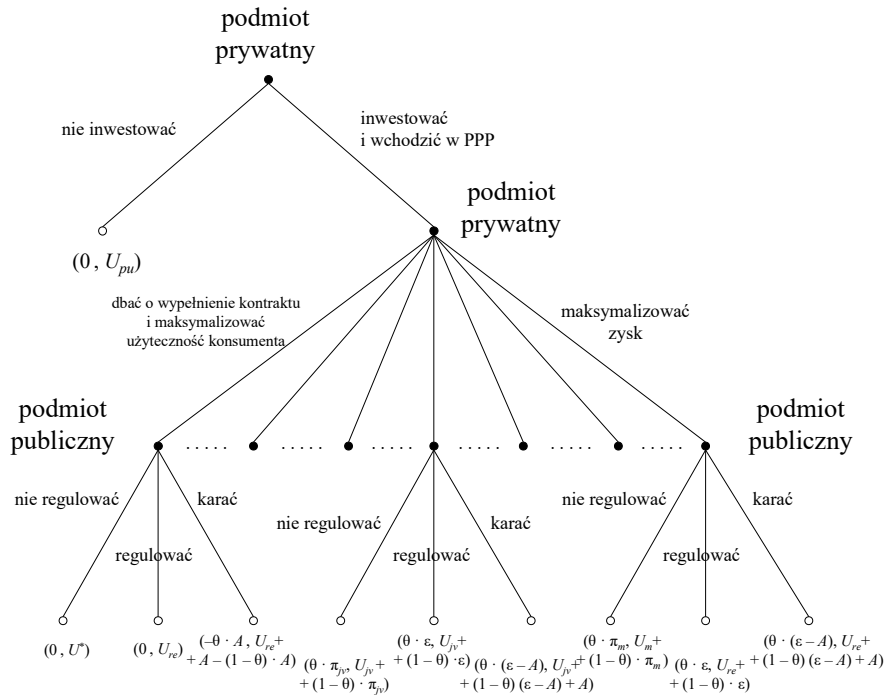 podmiot
prywatny
nie inwestować
inwestować
i wchodzić w PPP
podmiot
prywatny
(0 , U_pu)
dbać o wypełnienie kontraktu
i maksymalizować
użyteczność konsumenta
maksymalizować
zysk
podmiot
publiczny
podmiot
publiczny
..... ..... ..... ..... ..... .....
nie regulować
karać
regulować
nie regulować
karać
regulować
nie regulować
karać
regulować
(0 , U*)
(0 , U_re)
(–θ · A, U_re+
+ A – (1– θ) · A)
(θ · π_jv, U_jv+
+ (1– θ) · π_jv)
(θ · ε, U_jv+
+ (1– θ) · ε)
(θ · (ε – A), U_jv+
+ (1– θ) (ε – A) + A)
(θ · π_m, U_m+
+ (1– θ) · π_m)
(θ · ε, U_re+
+ (1– θ) · ε)
(θ · (ε – A), U_re+
+ (1– θ) (ε – A) + A)